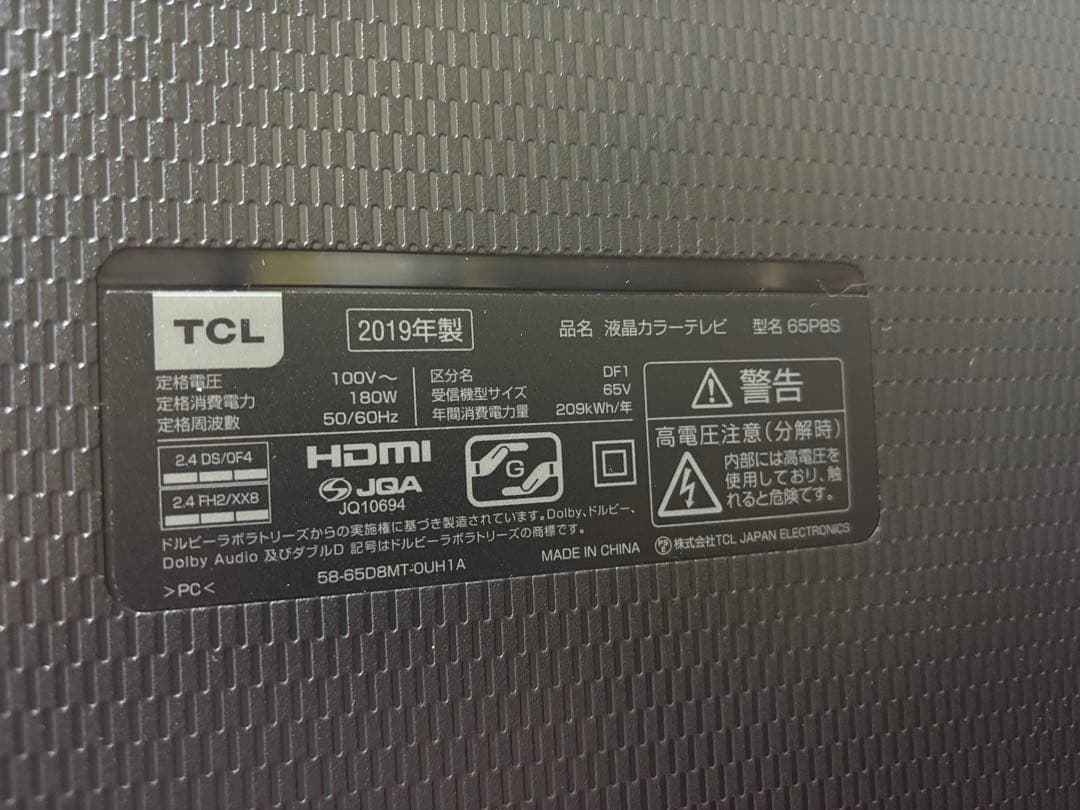 TCL
2019年製
品名 液晶カラーテレビ 型名 65P8S
定格電圧 100V～
定格消費電力 180W
定格周波数 50/60Hz
区分名 DF1
受信機型サイズ 65V
年間消費電力量 209kWh/年
警告
高電圧注意(分解時)
内部には高電圧を
使用しており、触
れると危険です。
2.4 DS/OF4
2.4 FH2/XX8
HDMI
JQA
JQ10694
G
ドルビーラボラトリーズからの実施権に基づき製造されています。Dolby、ドルビー、
Dolby Audio 及びダブルD 記号はドルビーラボラトリーズの商標です。
MADE IN CHINA
株式会社TCL JAPAN ELECTRONICS
>PC<
58-65D8MT-0UH1A